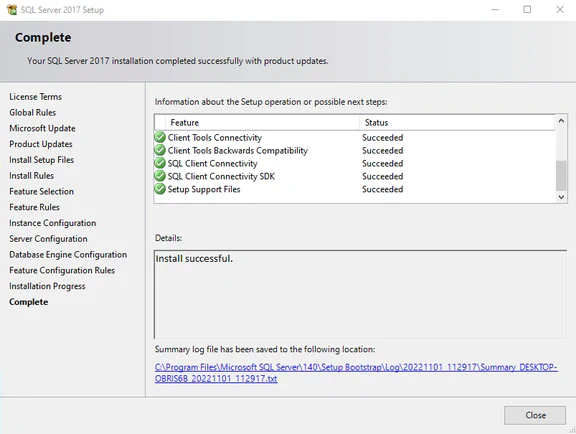 SQL Server 2017 Setup
Complete
Your SQL Server 2017 installation completed successfully with product updates.
License Terms
Global Rules
Microsoft Update
Product Updates
Install Setup Files
Install Rules
Feature Selection
Feature Rules
Instance Configuration
Server Configuration
Database Engine Configuration
Feature Configuration Rules
Installation Progress
Complete
Information about the Setup operation or possible next steps:
Feature Status
Client Tools Connectivity Succeeded
Client Tools Backwards Compatibility Succeeded
SQL Client Connectivity Succeeded
SQL Client Connectivity SDK Succeeded
Setup Support Files Succeeded
Details:
Install successful.
Summary log file has been saved to the following location:
C:\Program Files\Microsoft SQL Server\140\Setup Bootstrap\Log\20221101_112917\Summary_DESKTOP-
OBRIS6B_20221101_112917.txt
Close